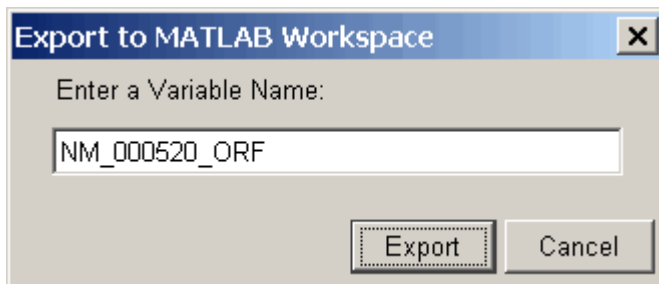 Export to MATLAB Workspace
Enter a Variable Name:
NM_000520_ORF
Export
Cancel